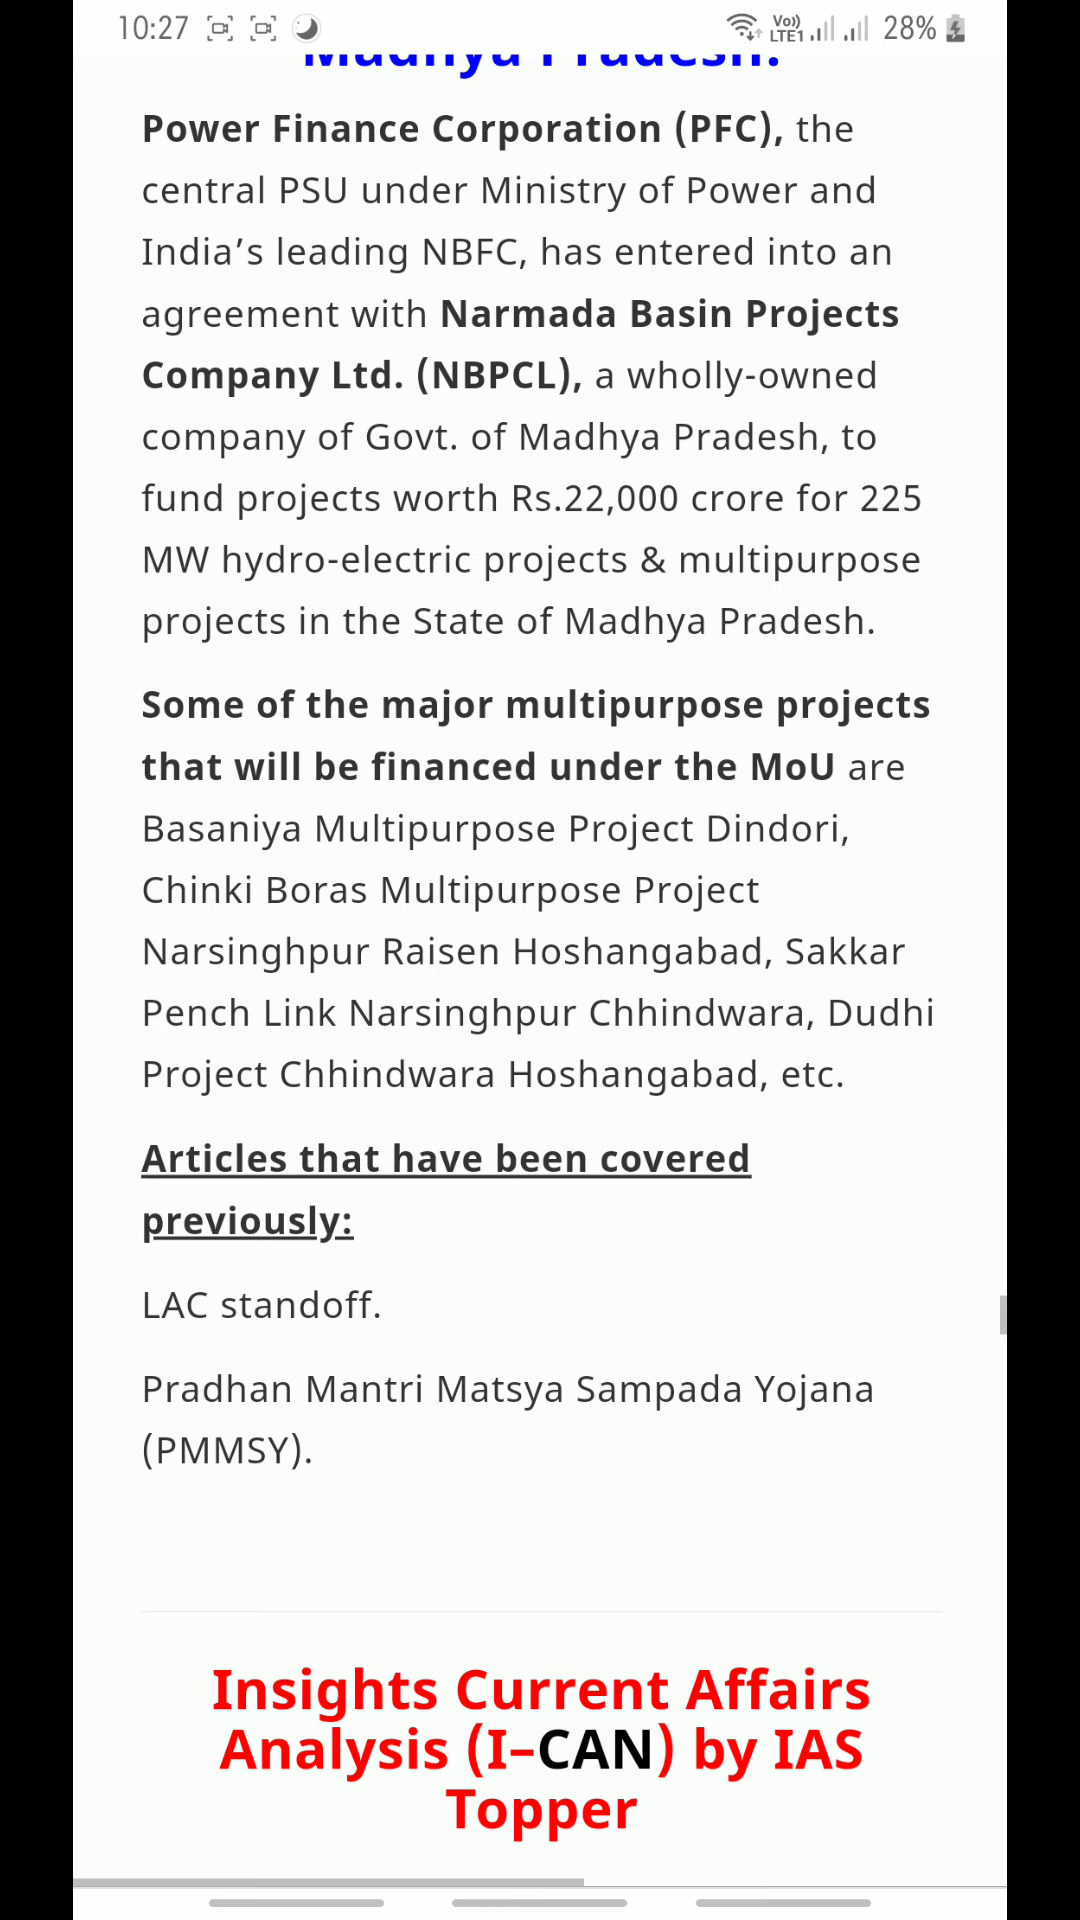 10:27
Vo)) LTE1 28%
Madhya Pradesh:
Power Finance Corporation (PFC), the
central PSU under Ministry of Power and
India’s leading NBFC, has entered into an
agreement with Narmada Basin Projects
Company Ltd. (NBPCL), a wholly-owned
company of Govt. of Madhya Pradesh, to
fund projects worth Rs.22,000 crore for 225
MW hydro-electric projects & multipurpose
projects in the State of Madhya Pradesh.
Some of the major multipurpose projects
that will be financed under the MoU are
Basaniya Multipurpose Project Dindori,
Chinki Boras Multipurpose Project
Narsinghpur Raisen Hoshangabad, Sakkar
Pench Link Narsinghpur Chhindwara, Dudhi
Project Chhindwara Hoshangabad, etc.
Articles that have been covered
previously:
LAC standoff.
Pradhan Mantri Matsya Sampada Yojana
(PMMSY).
Insights Current Affairs
Analysis (I–CAN) by IAS
Topper